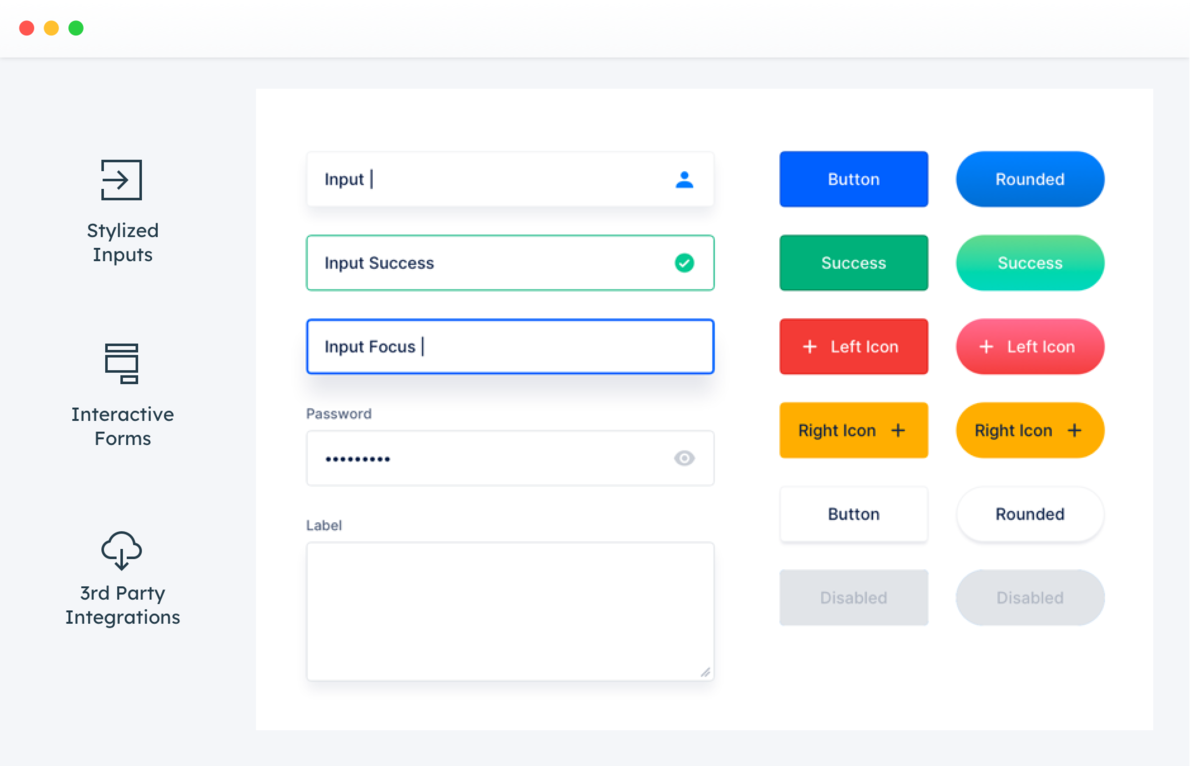 Stylized
Inputs
Interactive
Forms
3rd Party
Integrations
Input
Input Success
Input Focus
Password
•••••••••
Label
Button
Rounded
Success
Success
+ Left Icon
+ Left Icon
Right Icon +
Right Icon +
Button
Rounded
Disabled
Disabled